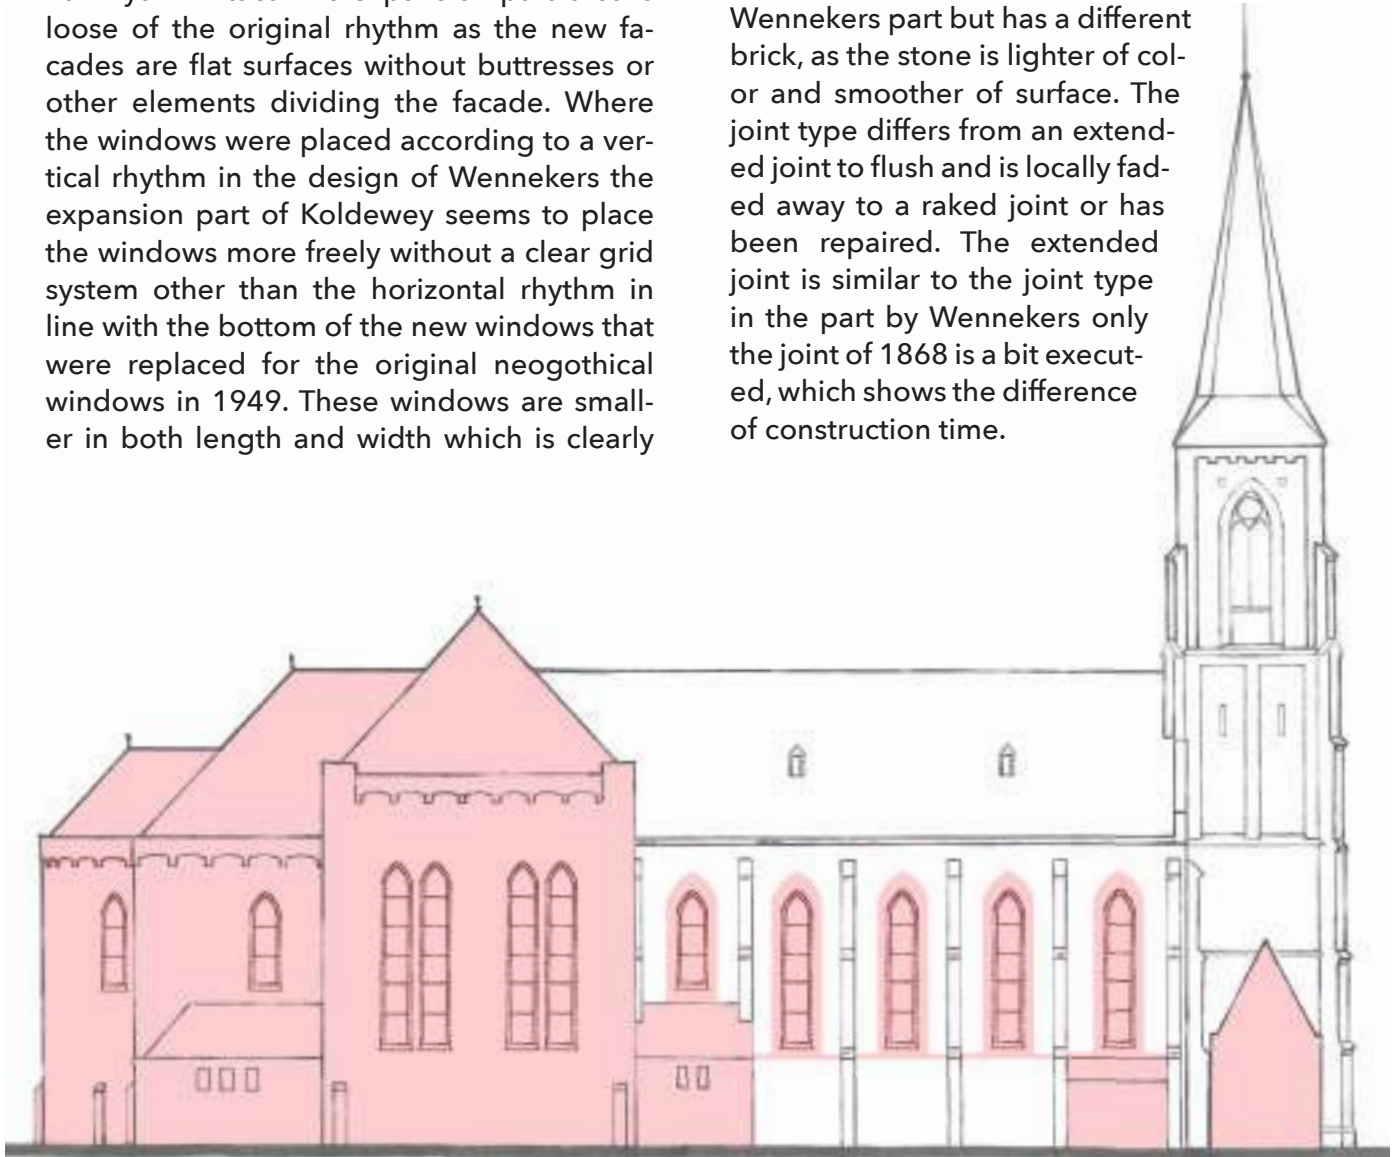 loose of the original rhythm as the new fa-
cades are flat surfaces without buttresses or
other elements dividing the facade. Where
the windows were placed according to a ver-
tical rhythm in the design of Wennekers the
expansion part of Koldewey seems to place
the windows more freely without a clear grid
system other than the horizontal rhythm in
line with the bottom of the new windows that
were replaced for the original neogothical
windows in 1949. These windows are small-
er in both length and width which is clearly
Wennekers part but has a different
brick, as the stone is lighter of col-
or and smoother of surface. The
joint type differs from an extend-
ed joint to flush and is locally fad-
ed away to a raked joint or has
been repaired. The extended
joint is similar to the joint type
in the part by Wennekers only
the joint of 1868 is a bit execut-
ed, which shows the difference
of construction time.